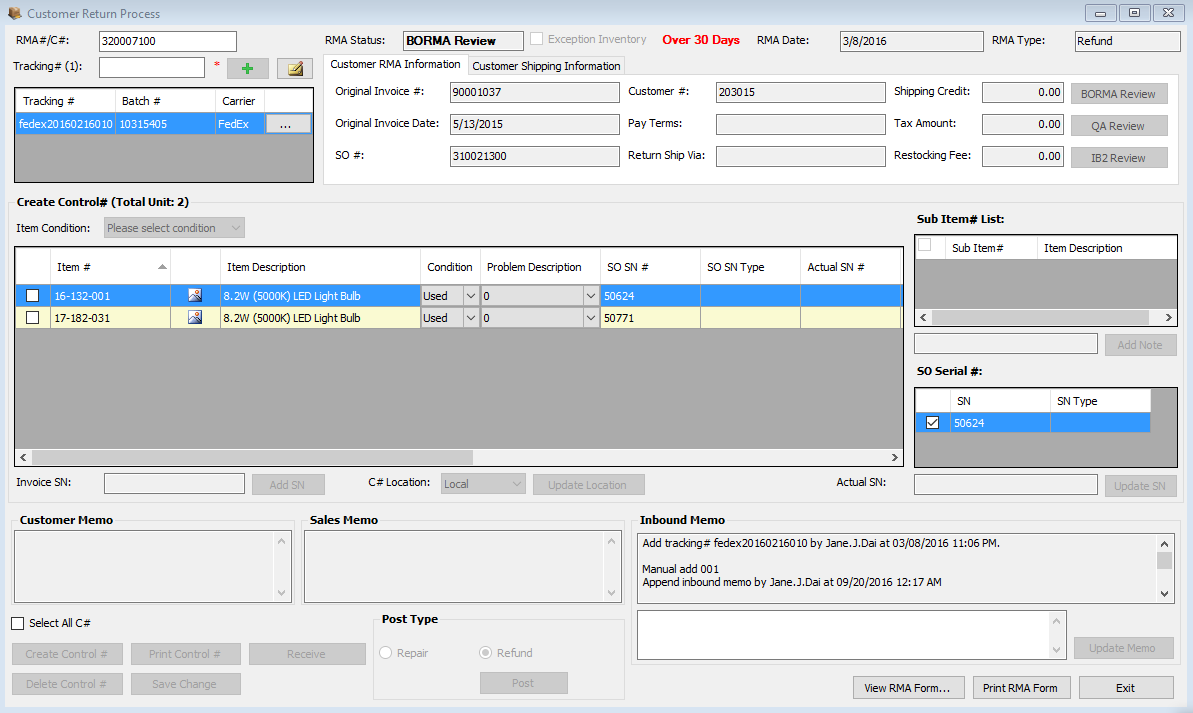 Customer Return Process
RMA#/C#: 320007100 RMA Status: BORMA Review Exception Inventory Over 30 Days RMA Date: 3/8/2016 RMA Type: Refund
Tracking# (1): * 
Tracking # Batch # Carrier
fedex20160216010 10315405 FedEx ...
Customer RMA Information Customer Shipping Information
Original Invoice #: 90001037 Customer #: 203015 Shipping Credit: 0.00 BORMA Review
Original Invoice Date: 5/13/2015 Pay Terms: Tax Amount: 0.00 QA Review
SO #: 310021300 Return Ship Via: Restocking Fee: 0.00 IB2 Review
Create Control# (Total Unit: 2)
Item Condition: Please select condition
Item # Item Description Condition Problem Description SO SN # SO SN Type Actual SN #
16-132-001 8.2W (5000K) LED Light Bulb Used 0 50624
17-182-031 8.2W (5000K) LED Light Bulb Used 0 50771
Sub Item# List:
Sub Item# Item Description
Add Note
SO Serial #:
SN SN Type
50624
Invoice SN: Add SN C# Location: Local Update Location Actual SN: Update SN
Customer Memo
Sales Memo
Inbound Memo
Add tracking# fedex20160216010 by Jane.J.Dai at 03/08/2016 11:06 PM.
Manual add 001
Append inbound memo by Jane.J.Dai at 09/20/2016 12:17 AM
Select All C#
Create Control # Print Control # Receive
Delete Control # Save Change
Post Type
Repair Refund
Post
Update Memo
View RMA Form... Print RMA Form Exit